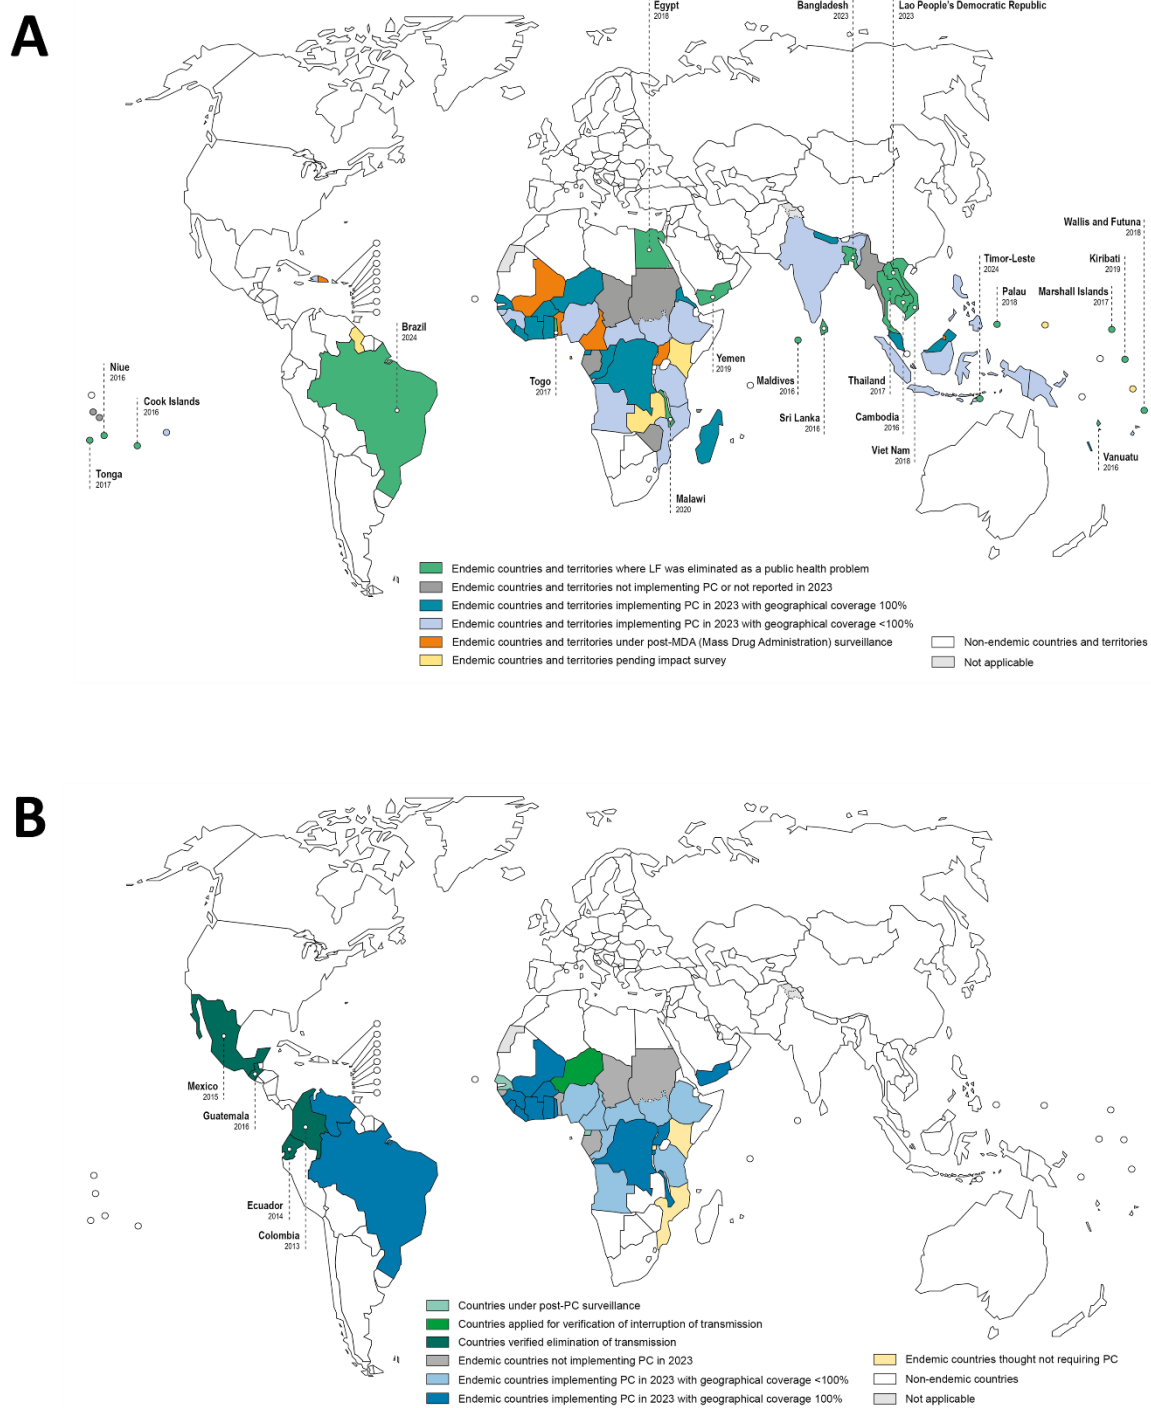 A
Egypt
2018
Bangladesh
2023
Lao People's Democratic Republic
2023
Wallis and Futuna
2018
Timor-Leste
2024
Kiribati
2019
Palau
2018
Marshall Islands
2017
Brazil
2024
Niue
2016
Cook Islands
2016
Tonga
2017
Togo
2017
Yemen
2019
Maldives
2016
Thailand
2017
Sri Lanka
2016
Cambodia
2016
Viet Nam
2018
Vanuatu
2016
Malawi
2020
Endemic countries and territories where LF was eliminated as a public health problem
Endemic countries and territories not implementing PC or not reported in 2023
Endemic countries and territories implementing PC in 2023 with geographical coverage 100%
Endemic countries and territories implementing PC in 2023 with geographical coverage <100%
Endemic countries and territories under post-MDA (Mass Drug Administration) surveillance
Endemic countries and territories pending impact survey
Non-endemic countries and territories
Not applicable
B
Mexico
2015
Guatemala
2016
Ecuador
2014
Colombia
2013
Countries under post-PC surveillance
Countries applied for verification of interruption of transmission
Countries verified elimination of transmission
Endemic countries not implementing PC in 2023
Endemic countries implementing PC in 2023 with geographical coverage <100%
Endemic countries implementing PC in 2023 with geographical coverage 100%
Endemic countries thought not requiring PC
Non-endemic countries
Not applicable